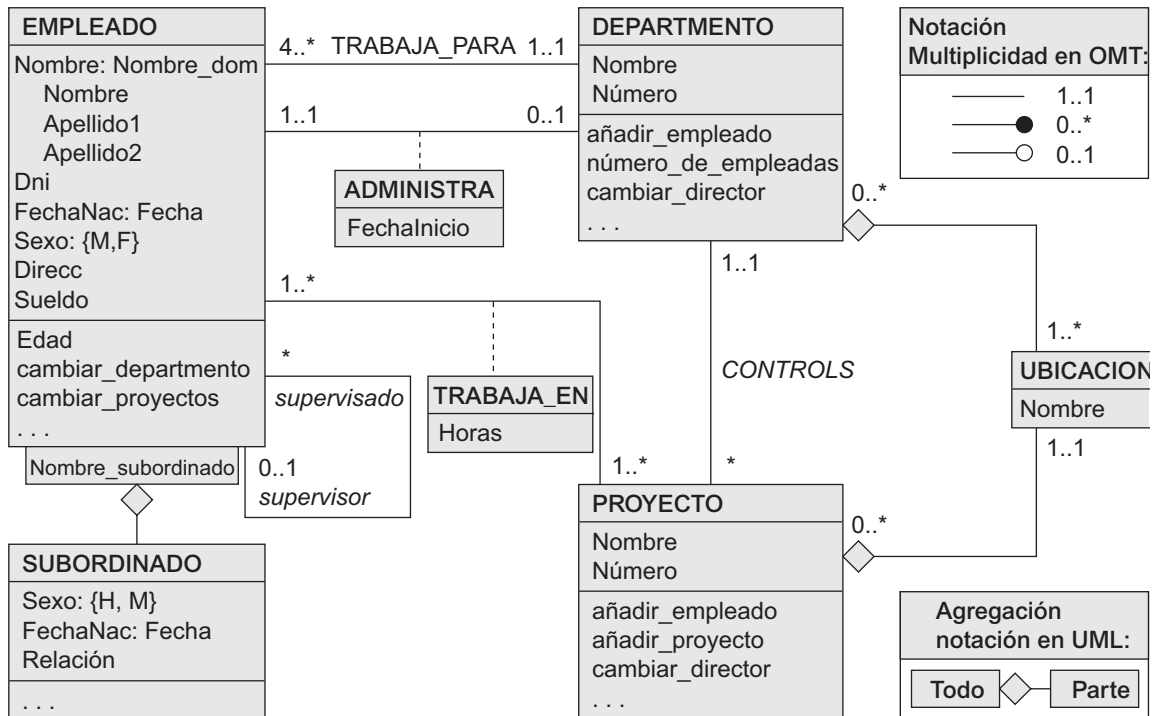 EMPLEADO
Nombre: Nombre_dom
Nombre
Apellido1
Apellido2
Dni
FechaNac: Fecha
Sexo: {M,F}
Direcc
Sueldo
Edad
cambiar_departmento
cambiar_proyectos
. . .
Nombre_subordinado
4..* TRABAJA_PARA 1..1
1..1 0..1
ADMINISTRA
FechaInicio
1..*
TRABAJA_EN
Horas
1..*
*
supervisado
0..1
supervisor
SUBORDINADO
Sexo: {H, M}
FechaNac: Fecha
Relación
. . .
DEPARTMENTO
Nombre
Número
añadir_empleado
número_de_empleadas
cambiar_director
. . .
0..*
1..1
CONTROLS
*
1..*
UBICACION
Nombre
1..1
PROYECTO
Nombre
Número
añadir_empleado
añadir_proyecto
cambiar_director
. . .
0..*
Notación
Multiplicidad en OMT:
1..1
0..*
0..1
Agregación
notación en UML:
Todo Parte